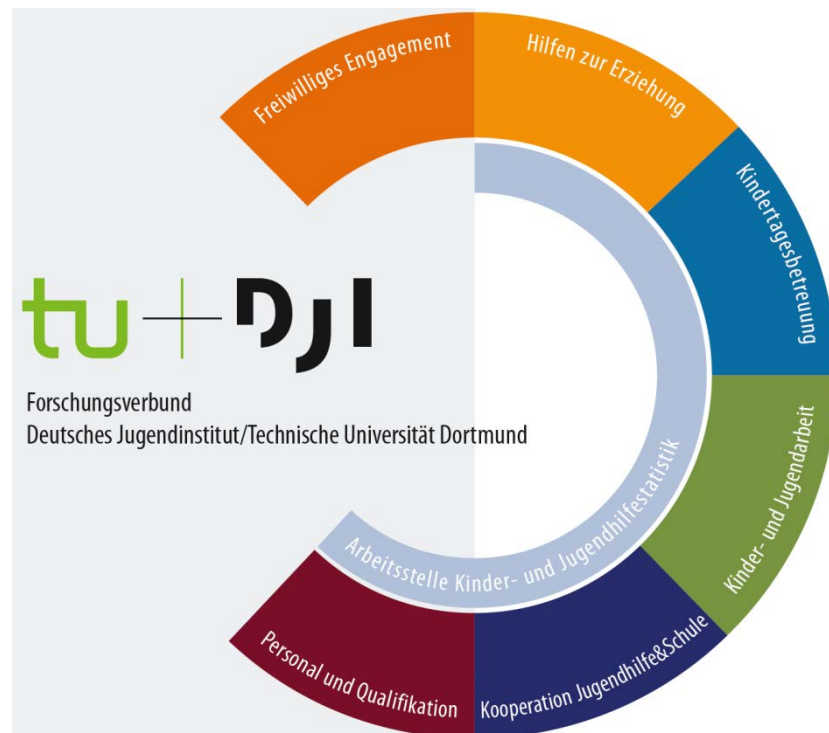 Freiwilliges Engagement
Hilfen zur Erziehung
Kindertagesbetreuung
Kinder- und Jugendarbeit
Kooperation Jugendhilfe&Schule
Personal und Qualifikation
Arbeitsstelle Kinder- und Jugendhilfestatistik
tu DJI
Forschungsverbund
Deutsches Jugendinstitut/Technische Universität Dortmund